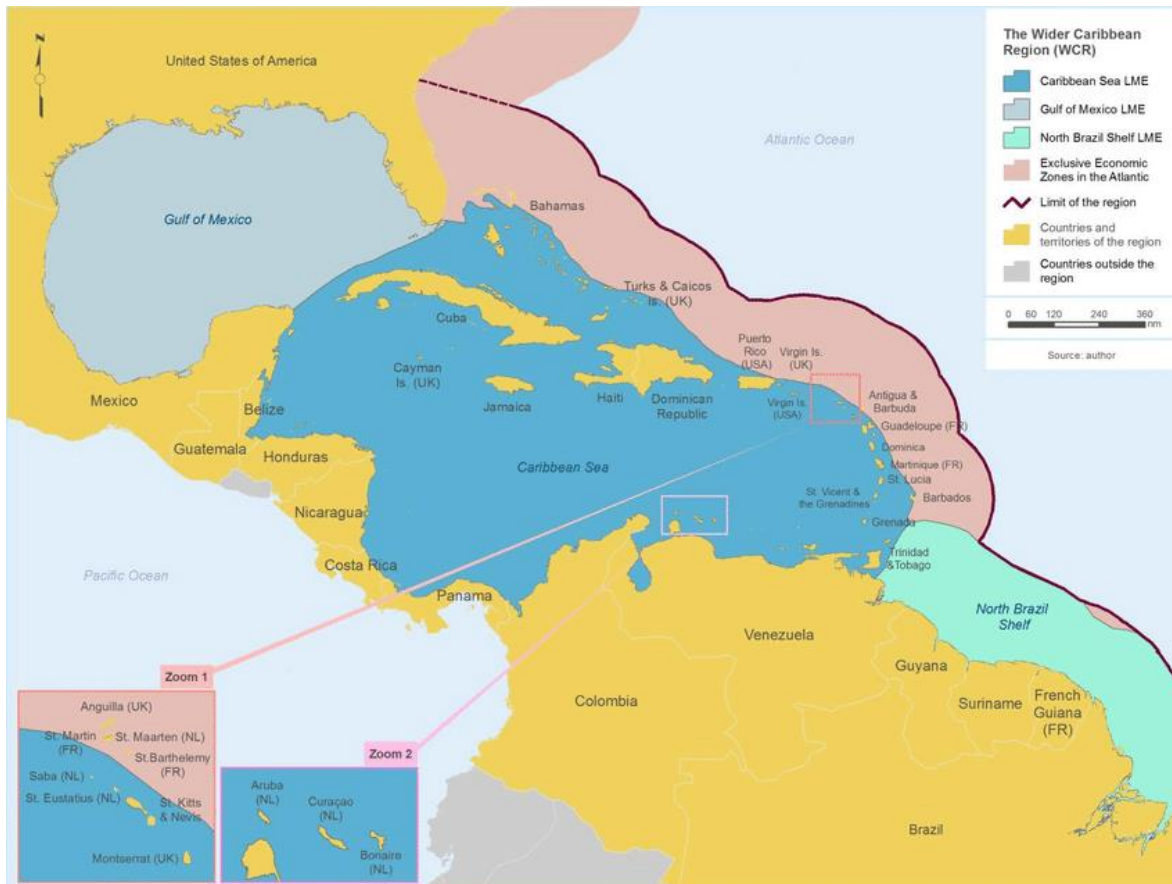 N
United States of America
Atlantic Ocean
Gulf of Mexico
Bahamas
Turks & Caicos
Is. (UK)
Cuba
Puerto
Rico
(USA)
Virgin Is.
(UK)
Cayman
Is. (UK)
Mexico
Belize
Jamaica
Haiti
Dominican
Republic
Virgin Is.
(USA)
Antigua &
Barbuda
Guadeloupe (FR)
Guatemala
Honduras
Dominica
Martinique (FR)
Caribbean Sea
St. Lucia
St. Vicent &
the Grenadines
Barbados
Nicaragua
Grenada
Costa Rica
Trinidad
&Tobago
Pacific Ocean
Panama
North Brazil
Shelf
Venezuela
Guyana
Colombia
Suriname
French
Guiana
(FR)
Brazil
Zoom 1
Anguilla (UK)
St. Martin
(FR)
St. Maarten (NL)
St.Barthelemy
(FR)
Saba (NL)
St. Eustatius (NL)
St. Kitts
& Nevis
Montserrat (UK)
Zoom 2
Aruba
(NL)
Curaçao
(NL)
Bonaire
(NL)
The Wider Caribbean
Region (WCR)
Caribbean Sea LME
Gulf of Mexico LME
North Brazil Shelf LME
Exclusive Economic
Zones in the Atlantic
Limit of the region
Countries and
territories of the region
Countries outside the
region
0 60 120 240 360
nm
Source: author